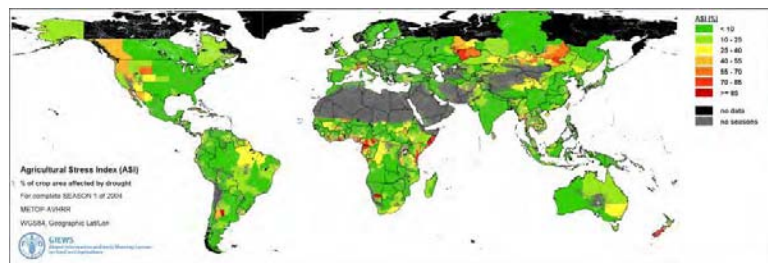 ASI (%)
< 10
10 - 25
25 - 40
40 - 55
55 - 70
70 - 85
>= 85
no data
no seasons
Agricultural Stress Index (ASI)
% of crop area affected by drought
For complete SEASON 1 of 2004
METOP-AVHRR
WGS84, Geographic Lat/Lon
GIEWS